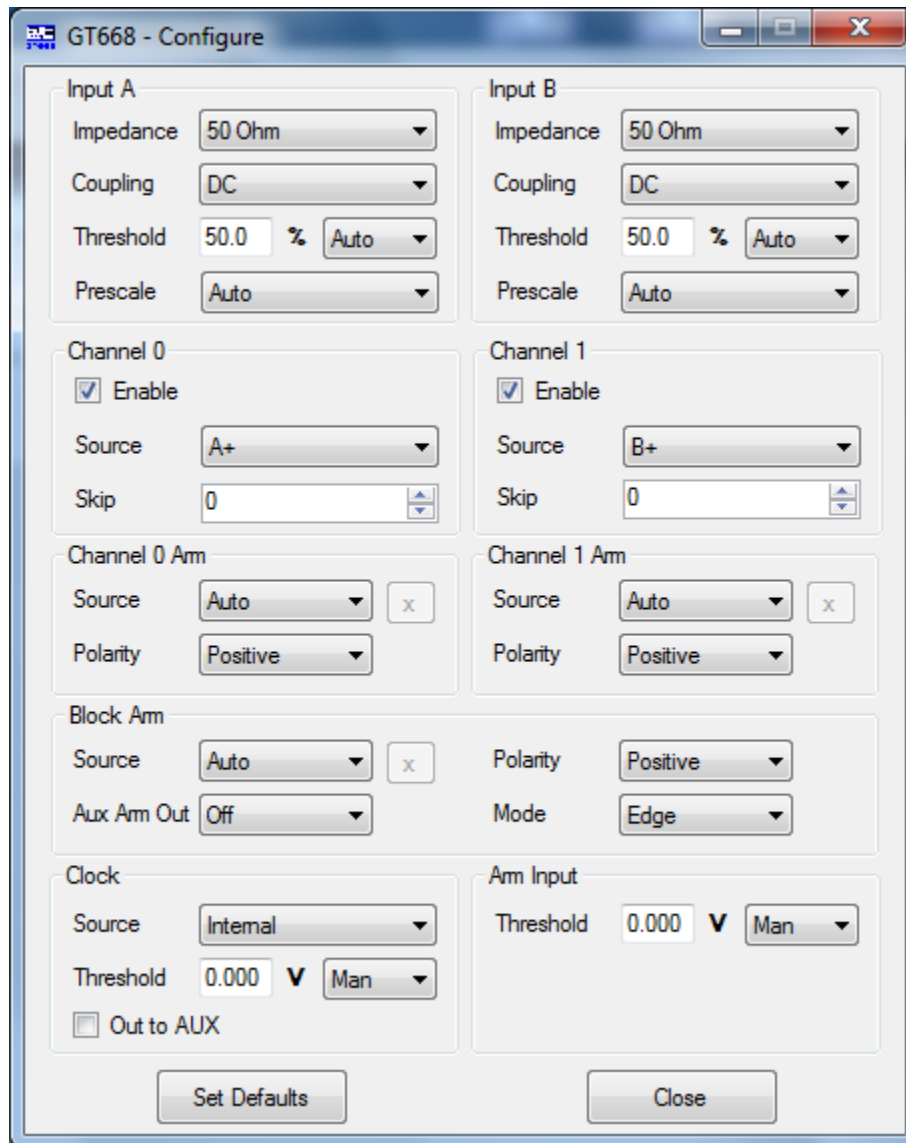 GT668 - Configure
Input A
Impedance 50 Ohm
Coupling DC
Threshold 50.0 % Auto
Prescale Auto
Input B
Impedance 50 Ohm
Coupling DC
Threshold 50.0 % Auto
Prescale Auto
Channel 0
Enable
Source A+
Skip 0
Channel 1
Enable
Source B+
Skip 0
Channel 0 Arm
Source Auto x
Polarity Positive
Channel 1 Arm
Source Auto x
Polarity Positive
Block Arm
Source Auto x Polarity Positive
Aux Arm Out Off Mode Edge
Clock
Source Internal
Threshold 0.000 V Man
Out to AUX
Arm Input
Threshold 0.000 V Man
Set Defaults Close